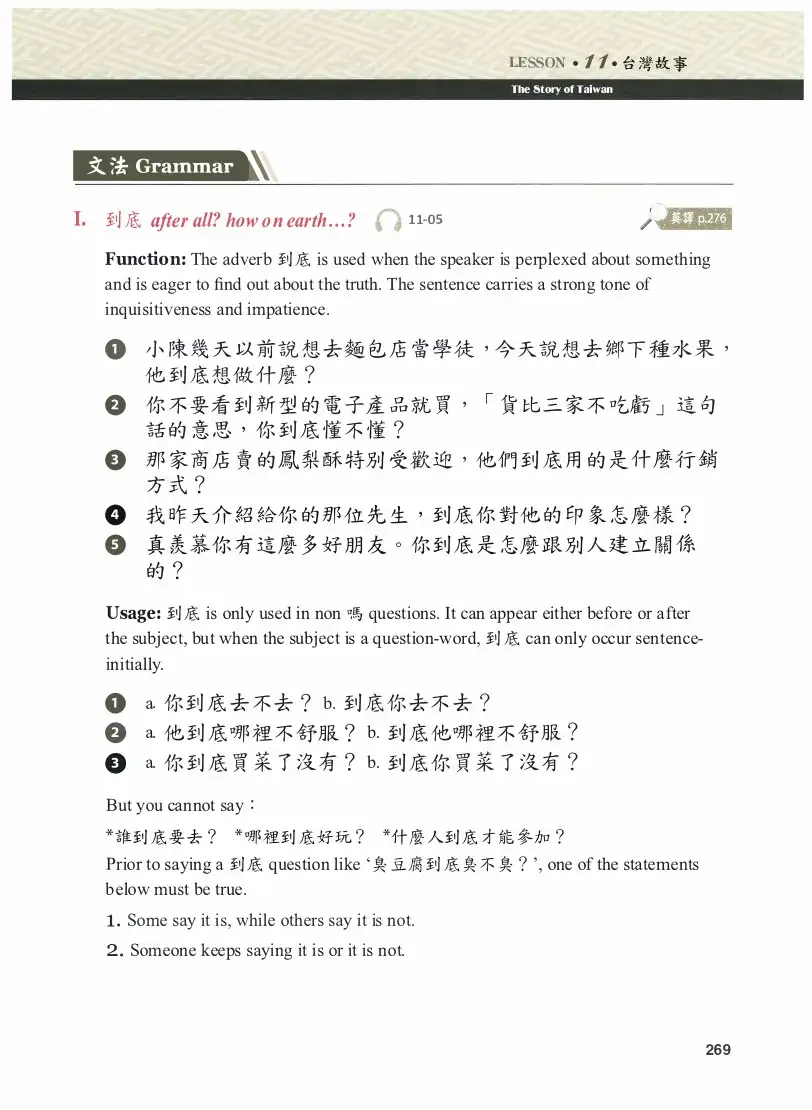 LESSON • 11 • 台灣故事
The Story of Taiwan
文法 Grammar
I. 到底 after all? how on earth…? 11-05 英譯 p.276
Function: The adverb 到底 is used when the speaker is perplexed about something
and is eager to find out about the truth. The sentence carries a strong tone of
inquisitiveness and impatience.
1 小陳幾天以前說想去麵包店當學徒，今天說想去鄉下種水果，
他到底想做什麼？
2 你不要看到新型的電子產品就買，「貨比三家不吃虧」這句
話的意思，你到底懂不懂？
3 那家商店賣的鳳梨酥特別受歡迎，他們到底用的是什麼行銷
方式？
4 我昨天介紹給你的那位先生，到底你對他的印象怎麼樣？
5 真羨慕你有這麼多好朋友。你到底是怎麼跟別人建立關係
的？
Usage: 到底 is only used in non 嗎 questions. It can appear either before or after
the subject, but when the subject is a question-word, 到底 can only occur sentence-
initially.
1 a. 你到底去不去？ b. 到底你去不去？
2 a. 他到底哪裡不舒服？ b. 到底他哪裡不舒服？
3 a. 你到底買菜了沒有？ b. 到底你買菜了沒有？
But you cannot say：
*誰到底要去？ *哪裡到底好玩？ *什麼人到底才能參加？
Prior to saying a 到底 question like ‘臭豆腐到底臭不臭？’, one of the statements
below must be true.
1. Some say it is, while others say it is not.
2. Someone keeps saying it is or it is not.
269